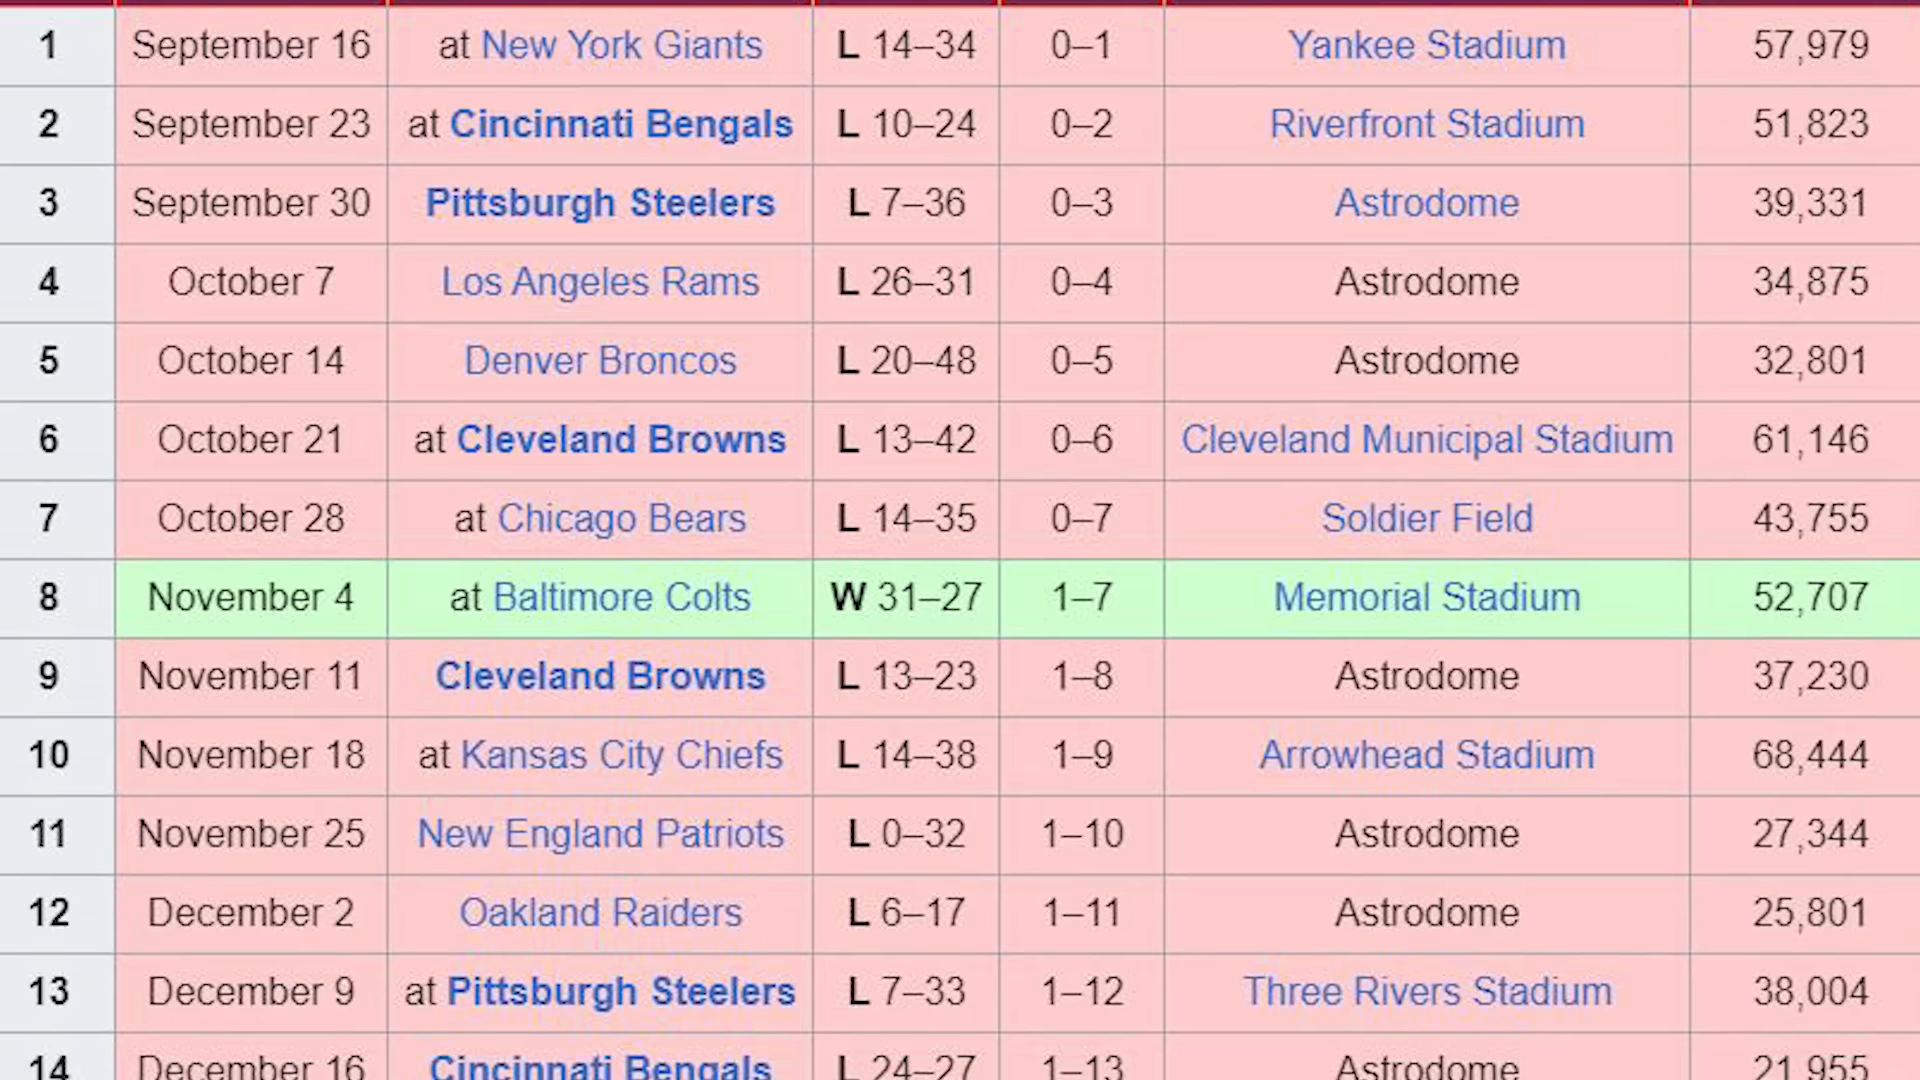 1 September 16 at New York Giants L 14–34 0–1 Yankee Stadium 57,979
2 September 23 at Cincinnati Bengals L 10–24 0–2 Riverfront Stadium 51,823
3 September 30 Pittsburgh Steelers L 7–36 0–3 Astrodome 39,331
4 October 7 Los Angeles Rams L 26–31 0–4 Astrodome 34,875
5 October 14 Denver Broncos L 20–48 0–5 Astrodome 32,801
6 October 21 at Cleveland Browns L 13–42 0–6 Cleveland Municipal Stadium 61,146
7 October 28 at Chicago Bears L 14–35 0–7 Soldier Field 43,755
8 November 4 at Baltimore Colts W 31–27 1–7 Memorial Stadium 52,707
9 November 11 Cleveland Browns L 13–23 1–8 Astrodome 37,230
10 November 18 at Kansas City Chiefs L 14–38 1–9 Arrowhead Stadium 68,444
11 November 25 New England Patriots L 0–32 1–10 Astrodome 27,344
12 December 2 Oakland Raiders L 6–17 1–11 Astrodome 25,801
13 December 9 at Pittsburgh Steelers L 7–33 1–12 Three Rivers Stadium 38,004
14 December 16 Cincinnati Bengals L 24–27 1–13 Astrodome 21,955